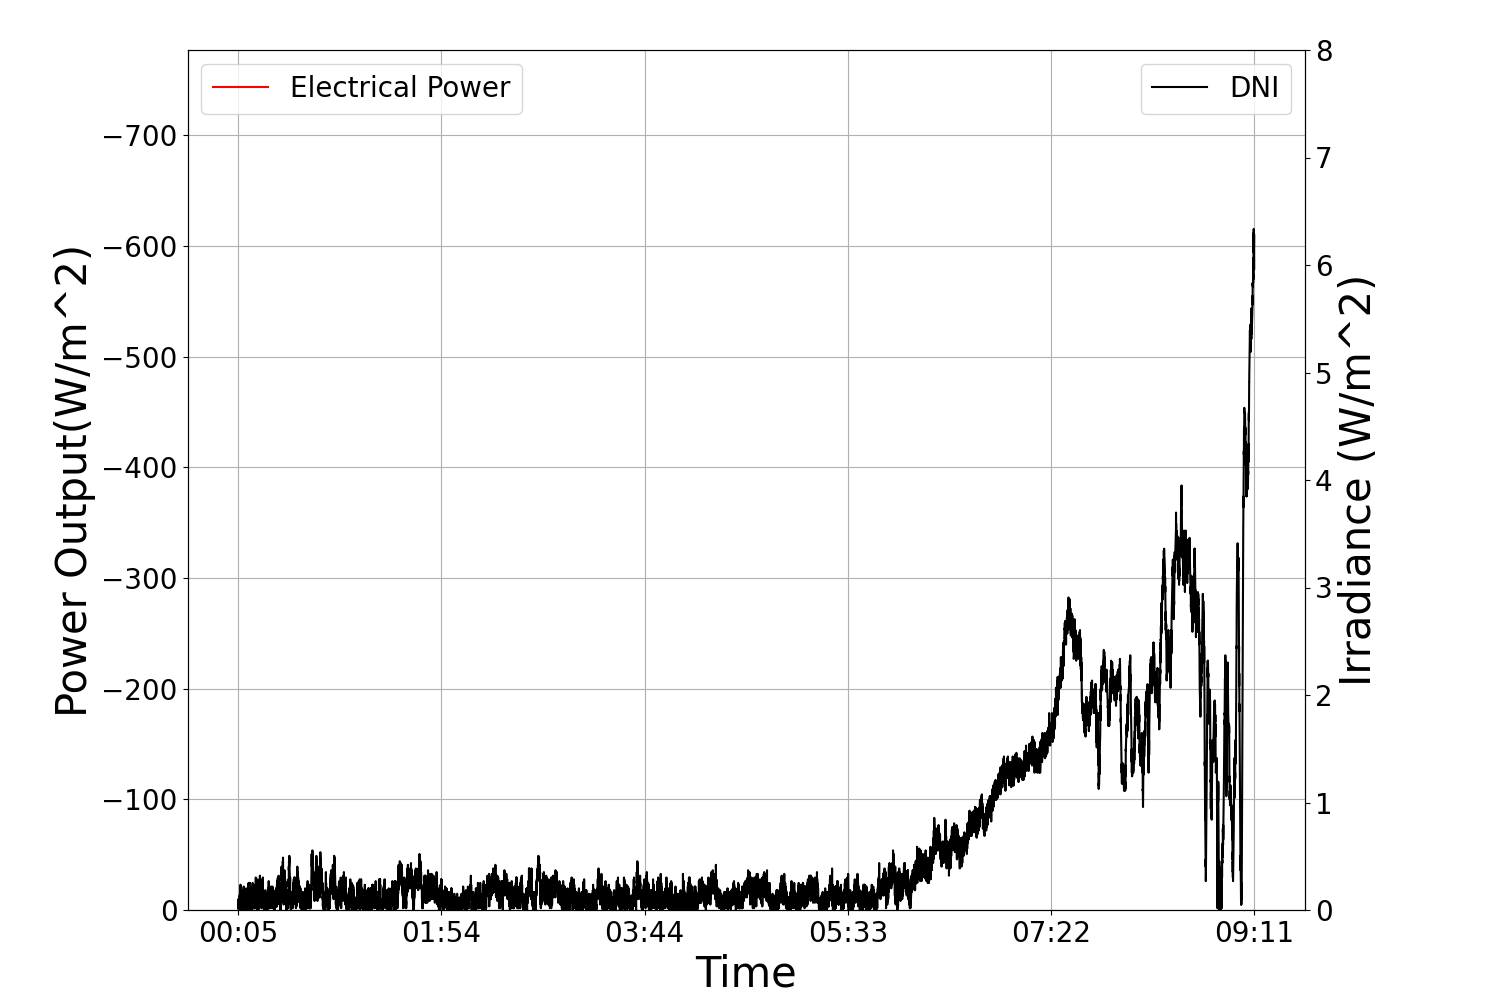 Electrical Power
DNI
Power Output(W/m^2)
−700
−600
−500
−400
−300
−200
−100
0
8
7
6
5
4
3
2
1
0
Irradiance (W/m^2)
00:05 01:54 03:44 05:33 07:22 09:11
Time